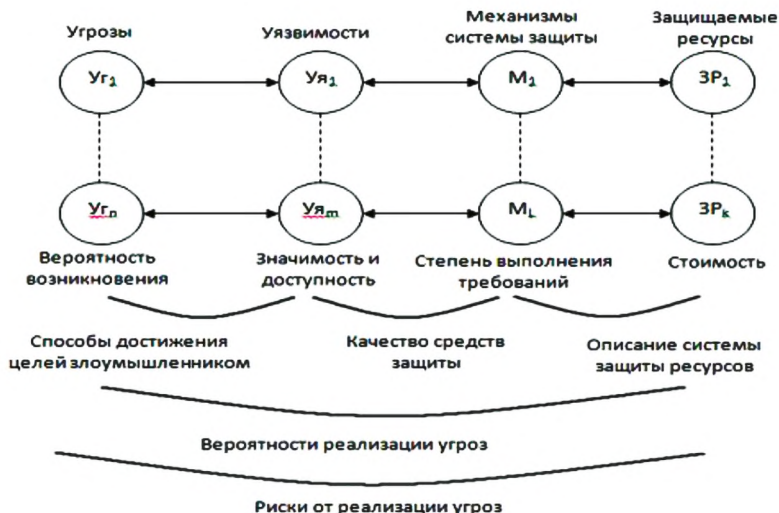 Угрозы
Уязвимости
Механизмы
системы защиты
Защищаемые
ресурсы
Уг₁
Уя₁
М₁
ЗР₁
Угₙ
Уяₘ
М_L
ЗРₖ
Вероятность
возникновения
Значимость и
доступность
Степень выполнения
требований
Стоимость
Способы достижения
целей злоумышленником
Качество средств
защиты
Описание системы
защиты ресурсов
Вероятности реализации угроз
Риски от реализации угроз